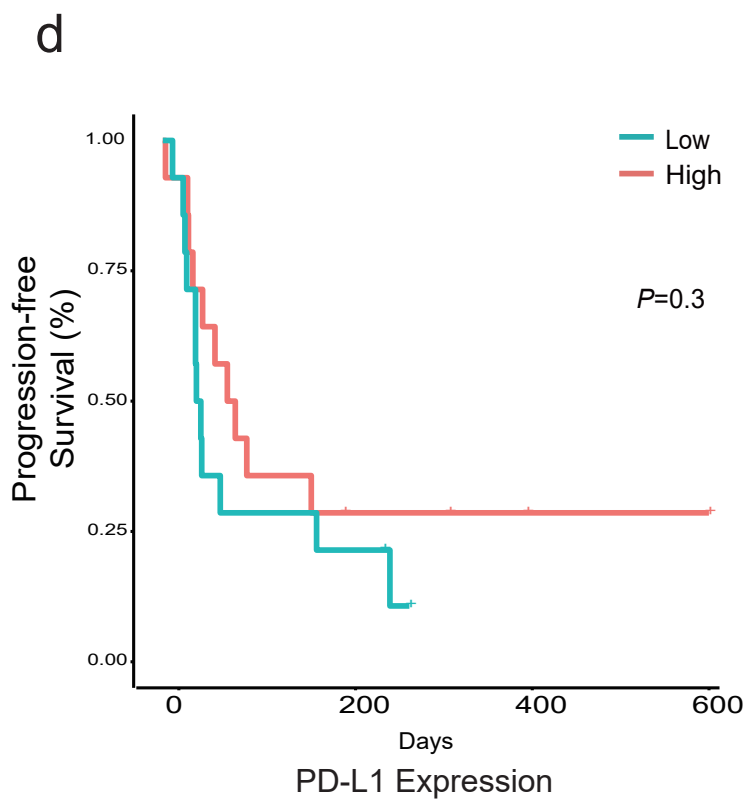 d
1.00
0.75
0.50
0.25
0.00
Progression-free
Survival (%)
Low
High
P=0.3
0 200 400 600
Days
PD-L1 Expression